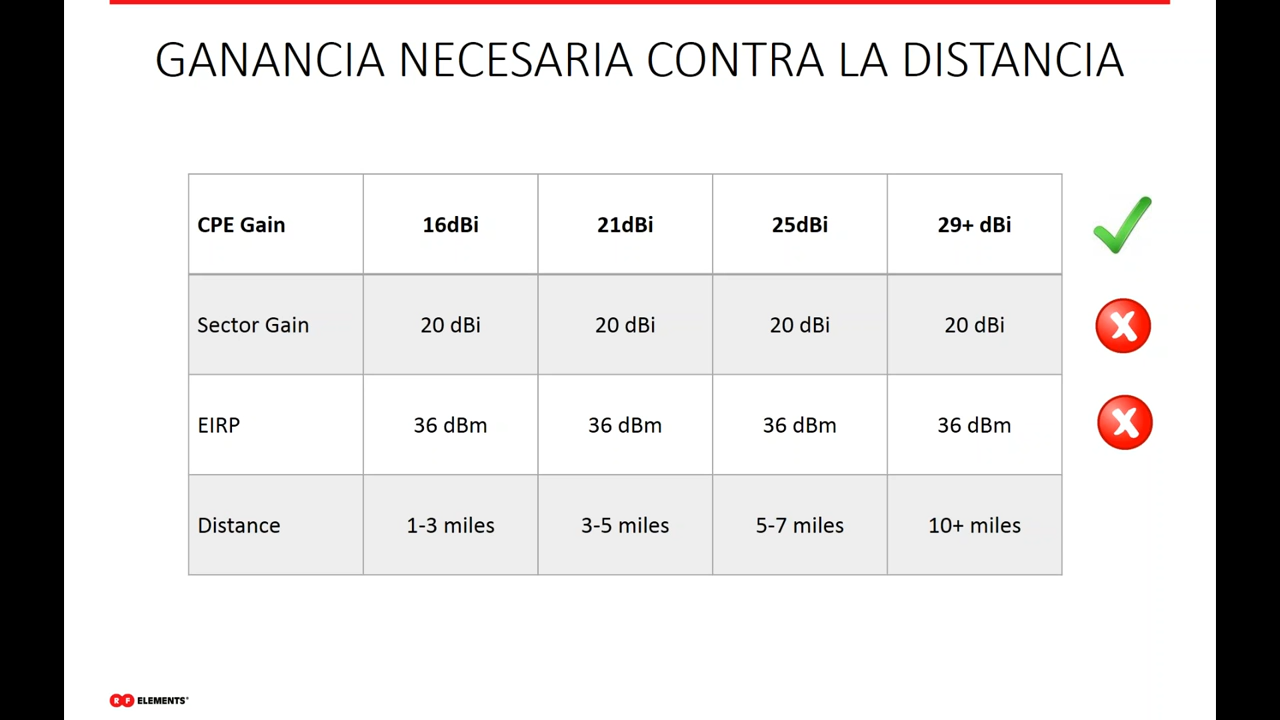 GANANCIA NECESARIA CONTRA LA DISTANCIA
CPE Gain 16dBi 21dBi 25dBi 29+ dBi
Sector Gain 20 dBi 20 dBi 20 dBi 20 dBi
EIRP 36 dBm 36 dBm 36 dBm 36 dBm
Distance 1-3 miles 3-5 miles 5-7 miles 10+ miles
RF ELEMENTS